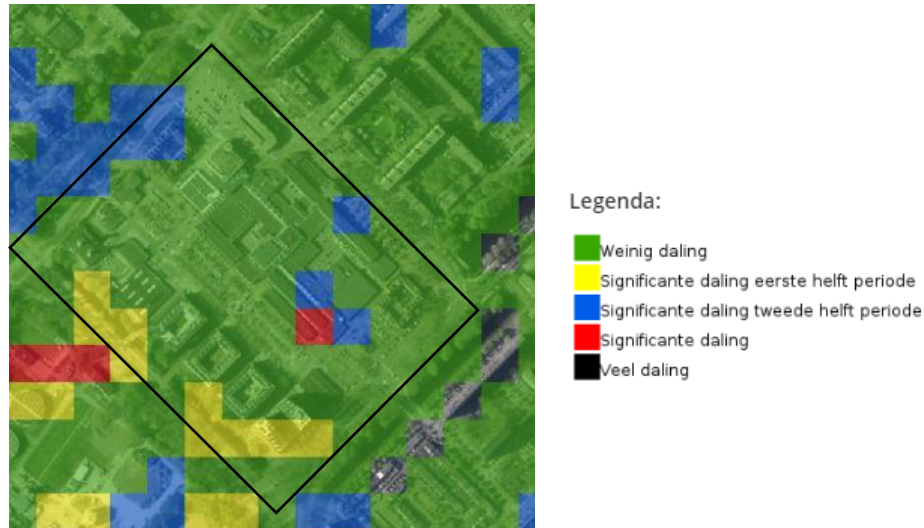 Legenda:
Weinig daling
Significante daling eerste helft periode
Significante daling tweede helft periode
Significante daling
Veel daling